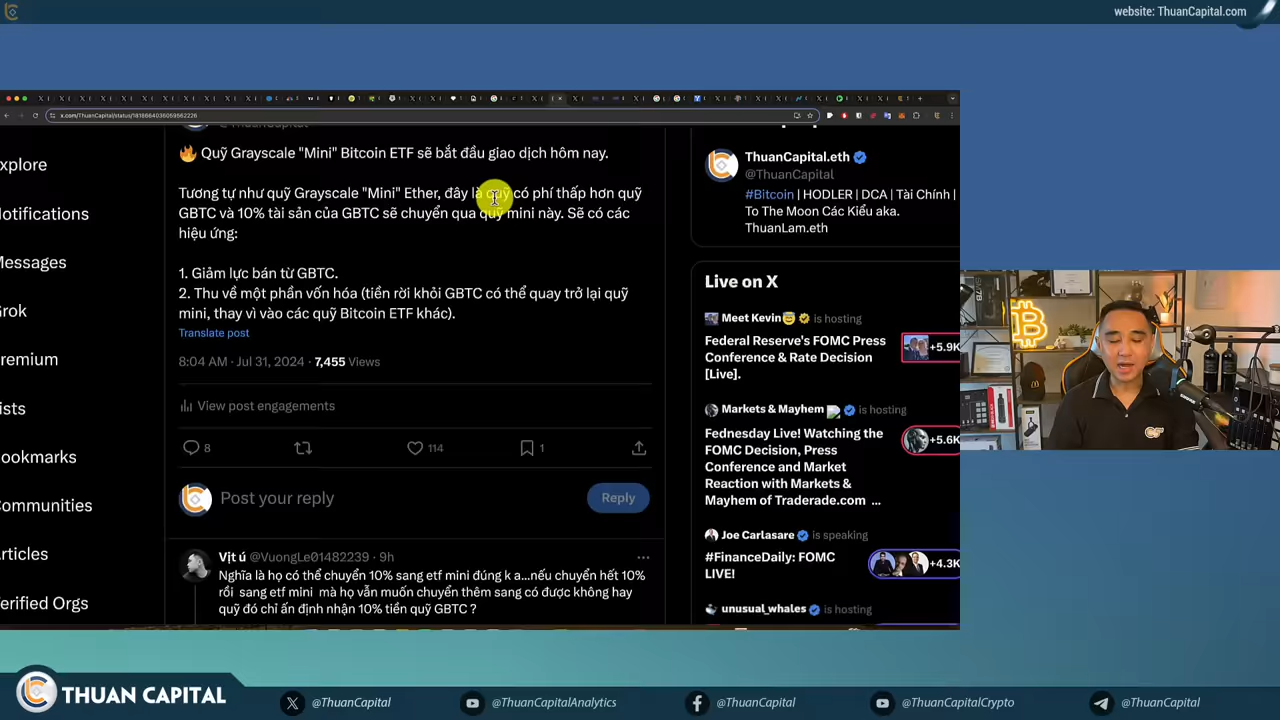 website: ThuanCapital.com
x.com/ThuanCapital/status/1818664036059662226
@ThuanCapital
🔥 Quỹ Grayscale "Mini" Bitcoin ETF sẽ bắt đầu giao dịch hôm nay.
Tương tự như quỹ Grayscale "Mini" Ether, đây là quỹ có phí thấp hơn quỹ
GBTC và 10% tài sản của GBTC sẽ chuyển qua quỹ mini này. Sẽ có các
hiệu ứng:
1. Giảm lực bán từ GBTC.
2. Thu về một phần vốn hóa (tiền rời khỏi GBTC có thể quay trở lại quỹ
mini, thay vì vào các quỹ Bitcoin ETF khác).
Translate post
8:04 AM · Jul 31, 2024 · 7,455 Views
View post engagements
8
114
1
Post your reply
Reply
Vịt ú @VuongLe01482239 · 9h
Nghĩa là họ có thể chuyển 10% sang etf mini đúng k a...nếu chuyển hết 10%
rồi sang etf mini mà họ vẫn muốn chuyển thêm sang có được không hay
quỹ đó chỉ ấn định nhận 10% tiền quỹ GBTC ?
xplore
lotifications
Messages
rok
remium
ists
ookmarks
ommunities
rticles
erified Orgs
ThuanCapital.eth
@ThuanCapital
#Bitcoin | HODLER | DCA | Tài Chính |
To The Moon Các Kiểu aka.
ThuanLam.eth
Live on X
Meet Kevin is hosting
Federal Reserve's FOMC Press
Conference & Rate Decision
[Live].
+5.9K
Markets & Mayhem is hosting
Fednesday Live! Watching the
FOMC Decision, Press
Conference and Market
Reaction with Markets &
Mayhem of Traderade.com ...
+5.6K
Joe Carlasare is speaking
#FinanceDaily: FOMC
LIVE!
+4.3K
unusual_whales is hosting
THUAN CAPITAL
@ThuanCapital
@ThuanCapitalAnalytics
@ThuanCapital
@ThuanCapitalCrypto
@ThuanCapital